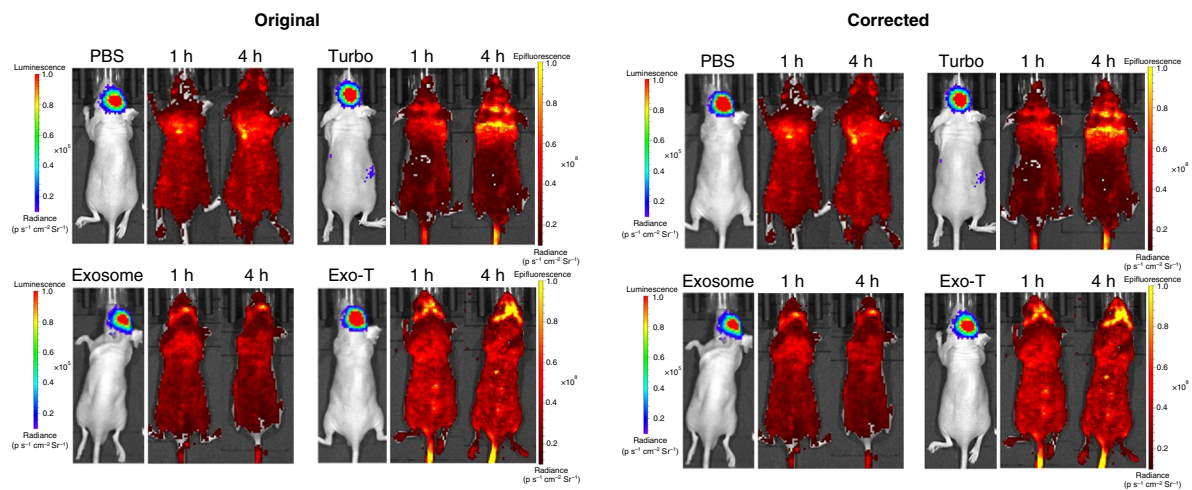 Original
PBS 1 h 4 h Turbo 1 h 4 h
Luminescence
1.0
0.8
0.6
×10⁵
0.4
0.2
Radiance
(p s⁻¹ cm⁻² Sr⁻¹)
Epifluorescence
1.0
0.8
0.6
×10⁸
0.4
0.2
Radiance
(p s⁻¹ cm⁻² Sr⁻¹)
Exosome 1 h 4 h Exo-T 1 h 4 h
Luminescence
1.0
0.8
0.6
×10⁵
0.4
0.2
Radiance
(p s⁻¹ cm⁻² Sr⁻¹)
Epifluorescence
1.0
0.8
0.6
×10⁸
0.4
0.2
Radiance
(p s⁻¹ cm⁻² Sr⁻¹)
Corrected
PBS 1 h 4 h Turbo 1 h 4 h
Luminescence
1.0
0.8
0.6
×10⁵
0.4
0.2
Radiance
(p s⁻¹ cm⁻² Sr⁻¹)
Epifluorescence
1.0
0.8
0.6
×10⁸
0.4
0.2
Radiance
(p s⁻¹ cm⁻² Sr⁻¹)
Exosome 1 h 4 h Exo-T 1 h 4 h
Luminescence
1.0
0.8
0.6
×10⁵
0.4
0.2
Radiance
(p s⁻¹ cm⁻² Sr⁻¹)
Epifluorescence
1.0
0.8
0.6
×10⁸
0.4
0.2
Radiance
(p s⁻¹ cm⁻² Sr⁻¹)